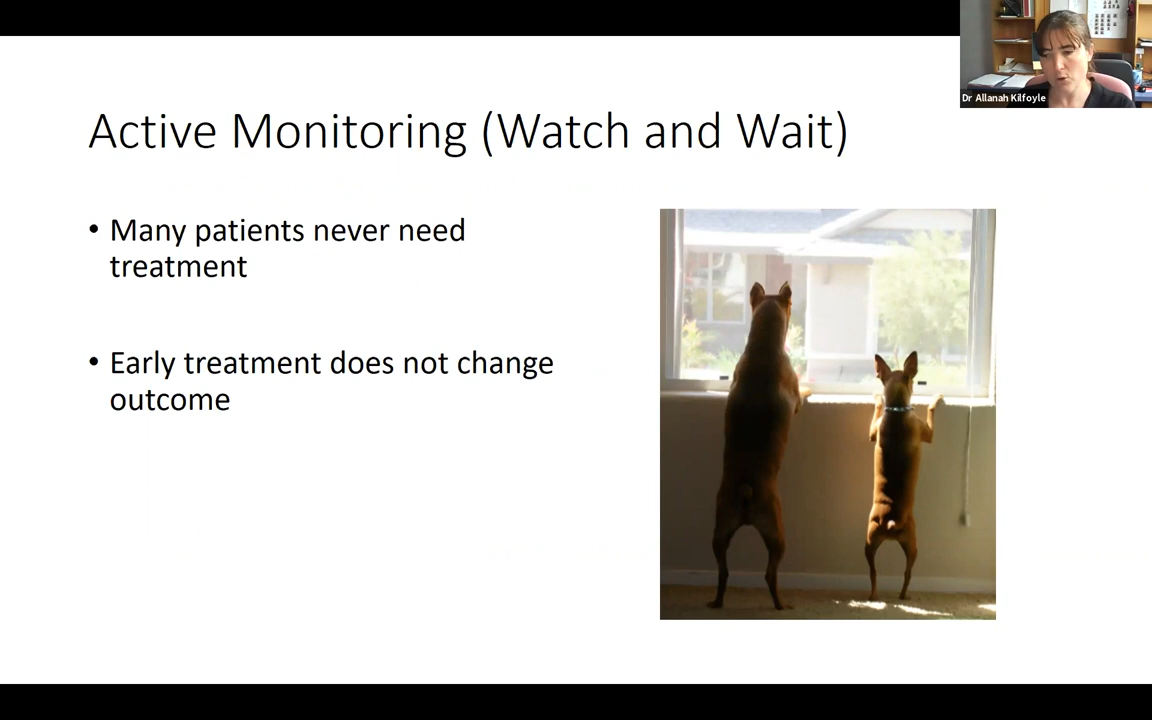 Dr Allanah Kilfoyle
Active Monitoring (Watch and Wait)
• Many patients never need
treatment
• Early treatment does not change
outcome